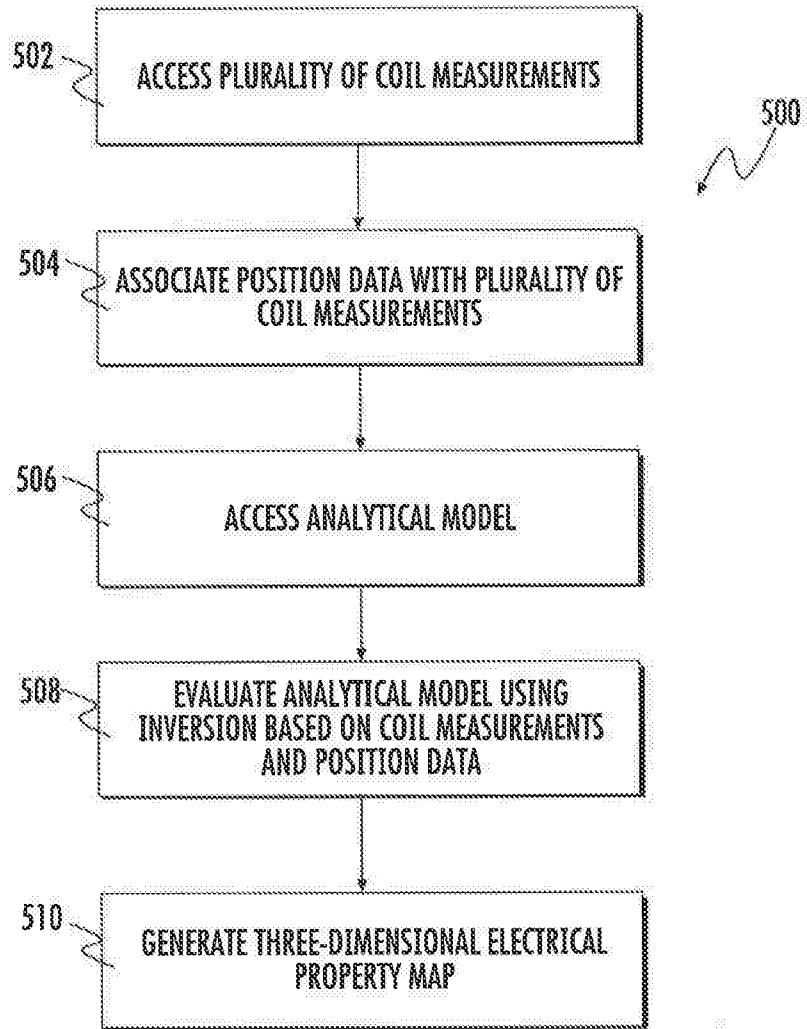 502
ACCESS PLURALITY OF COIL MEASUREMENTS
500
504
ASSOCIATE POSITION DATA WITH PLURALITY OF
COIL MEASUREMENTS
506
ACCESS ANALYTICAL MODEL
508
EVALUATE ANALYTICAL MODEL USING
INVERSION BASED ON COIL MEASUREMENTS
AND POSITION DATA
510
GENERATE THREE-DIMENSIONAL ELECTRICAL
PROPERTY MAP